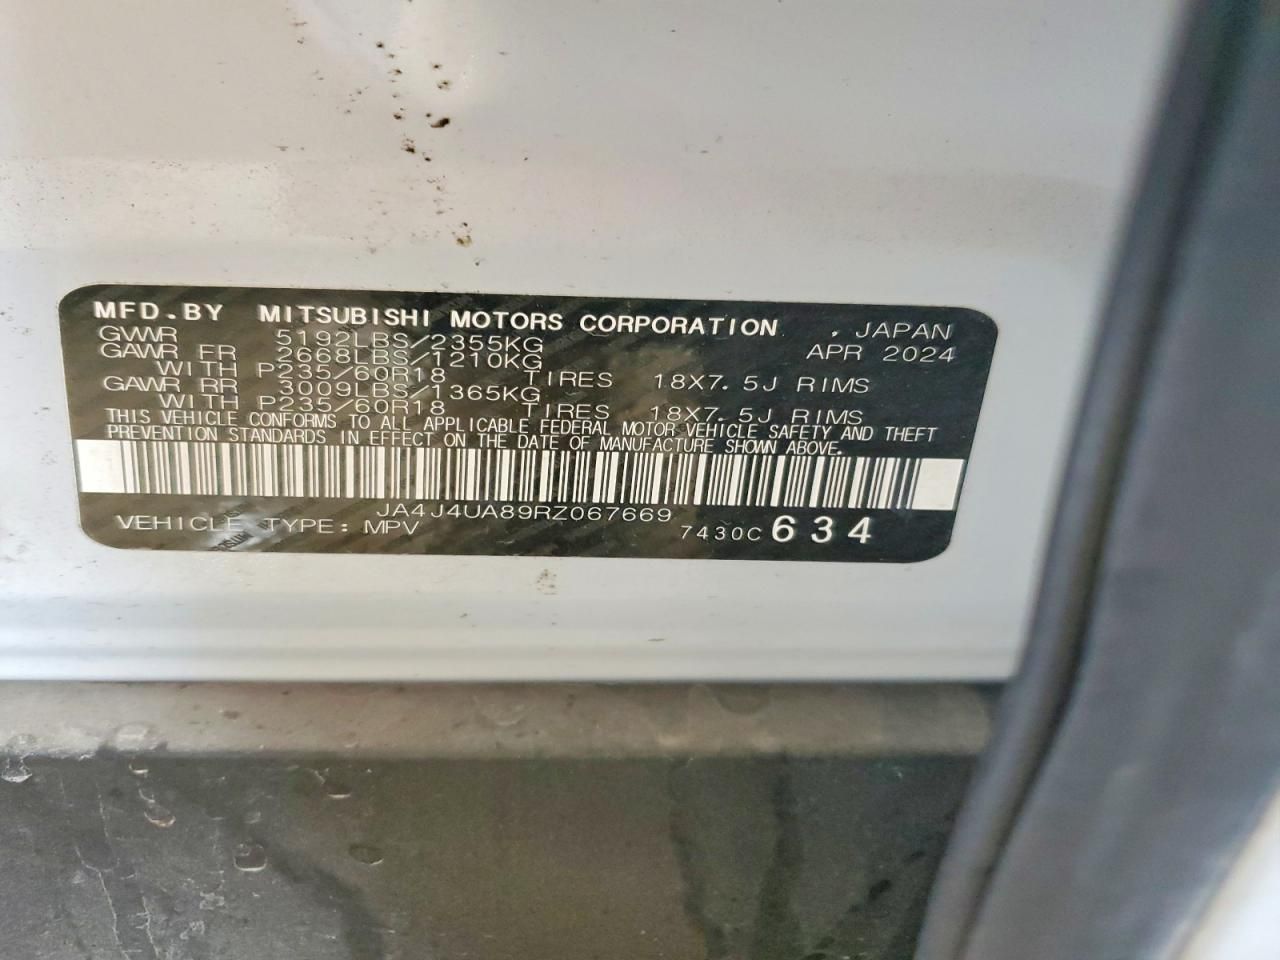 MFD.BY MITSUBISHI MOTORS CORPORATION , JAPAN
GVWR 5192LBS/2355KG APR 2024
GAWR FR 2668LBS/1210KG
WITH P235/60R18 TIRES 18X7.5J RIMS
GAWR RR 3009LBS/1365KG
WITH P235/60R18 TIRES 18X7.5J RIMS
THIS VEHICLE CONFORMS TO ALL APPLICABLE FEDERAL MOTOR VEHICLE SAFETY AND THEFT
PREVENTION STANDARDS IN EFFECT ON THE DATE OF MANUFACTURE SHOWN ABOVE.
JA4J4UA89RZ067669
VEHICLE TYPE: MPV 7430C 634